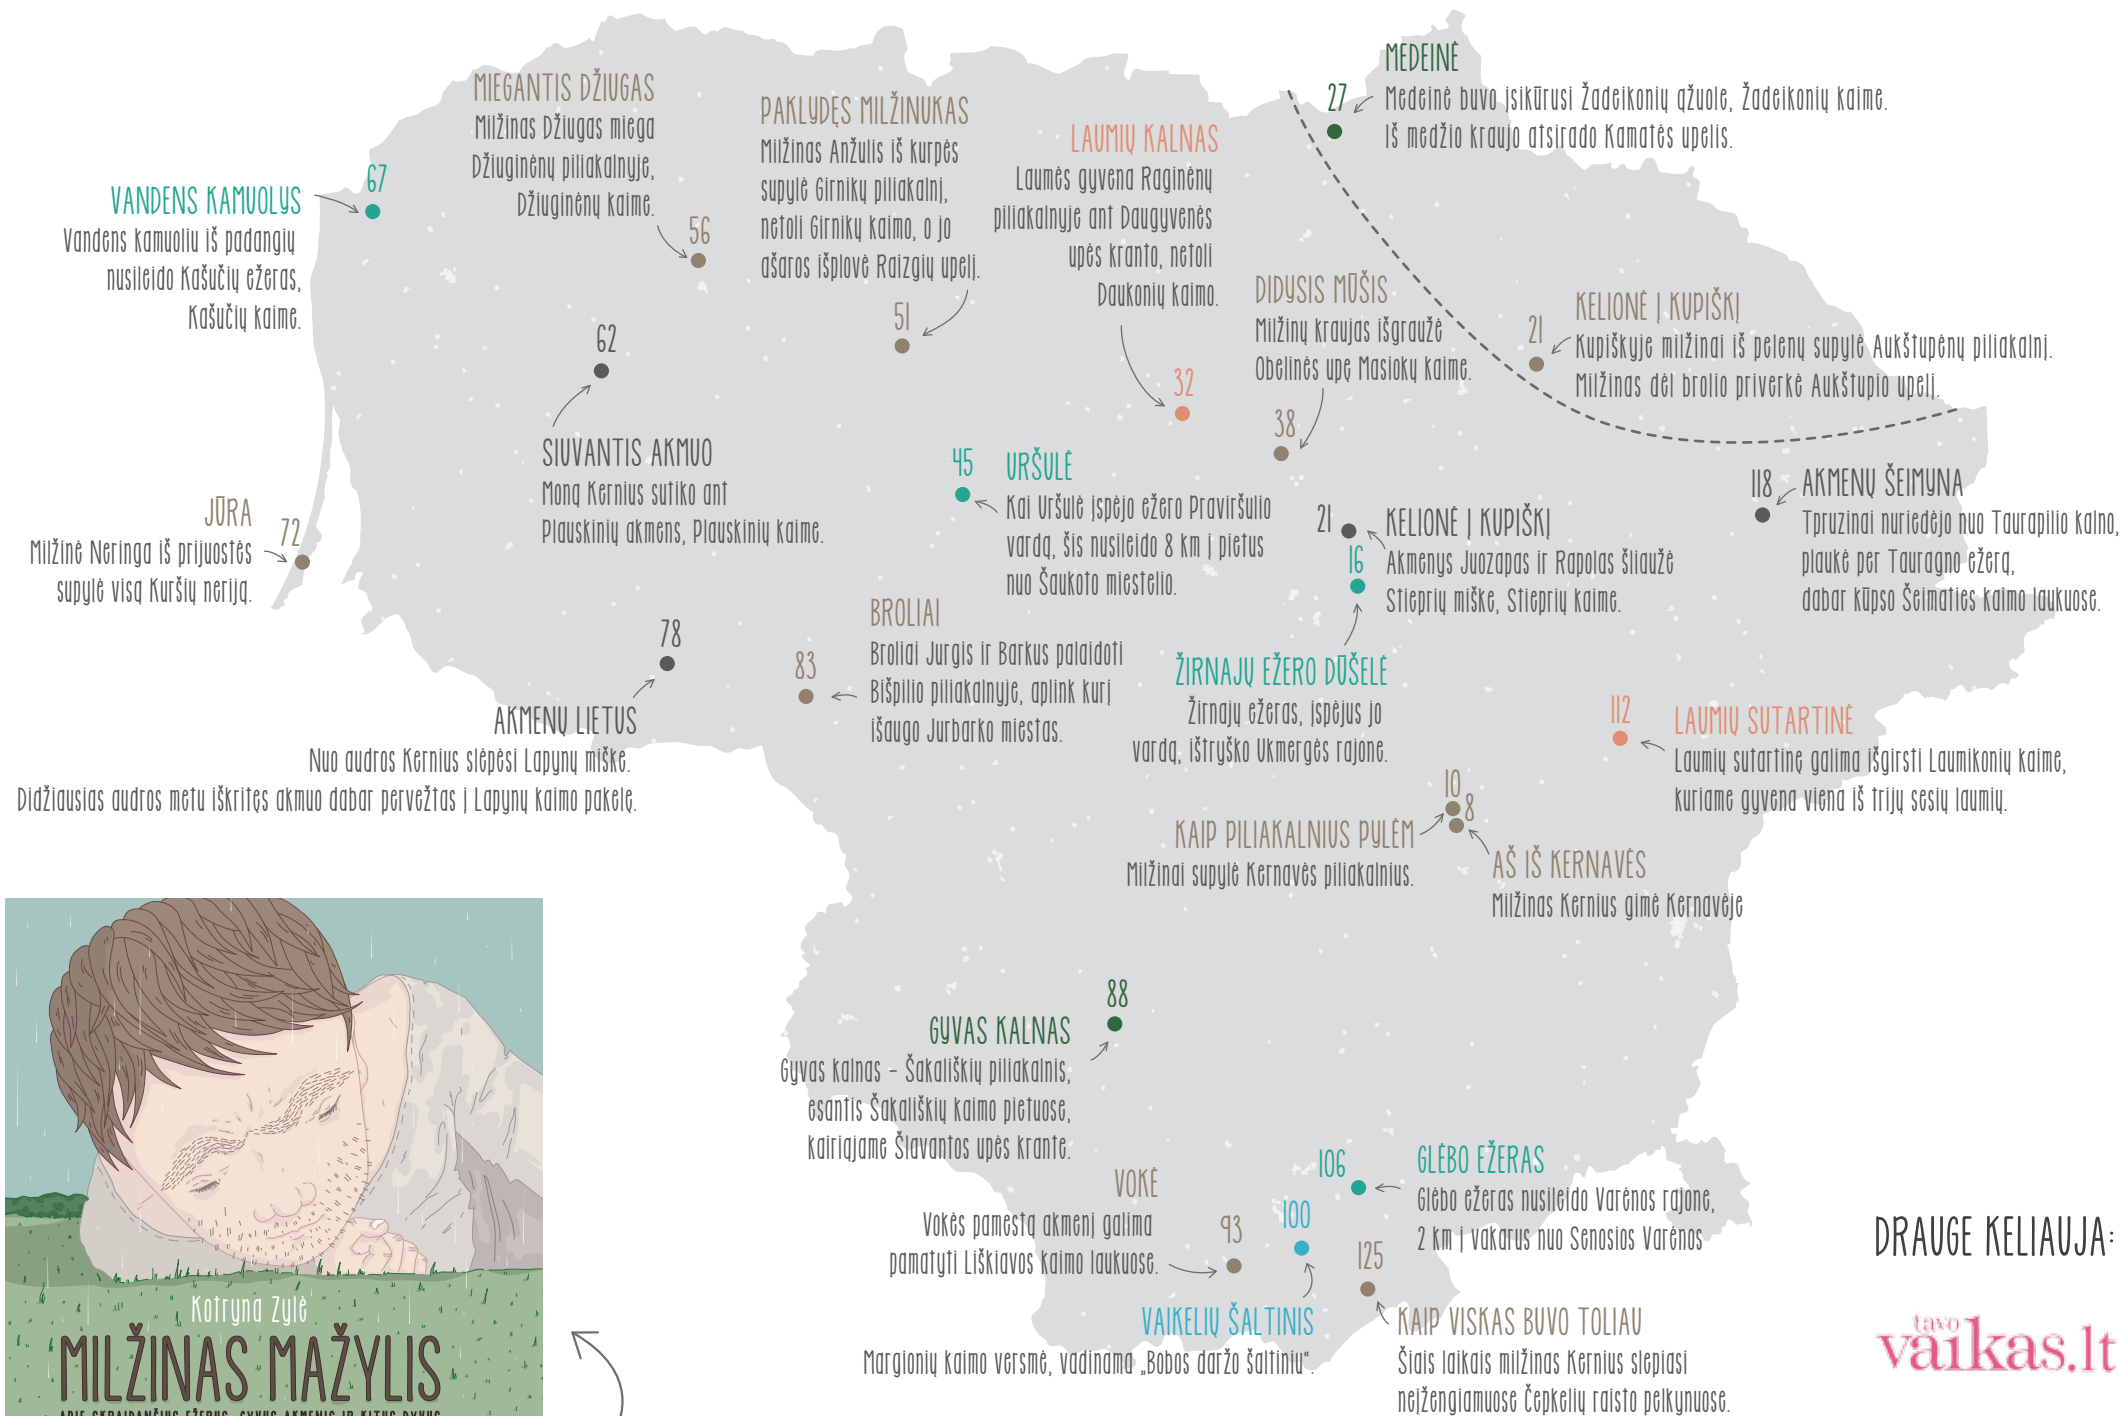 MEDEINĖ
27
Medeinė buvo įsikūrusi Žadeikonių ąžuole, Žadeikonių kaime.
Iš medžio kraujo atsirado Kamatės upelis.
MIEGANTIS DŽIUGAS
Milžinas Džiugas miega
Džiuginėnų piliakalnyje,
Džiuginėnų kaime.
56
PAKLYDĘS MILŽINUKAS
Milžinas Anžulis iš kurpės
supylė Girnikų piliakalnį,
netoli Girnikų kaimo, o jo
ašaros išplovė Raizgių upelį.
51
LAUMIŲ KALNAS
Laumės gyvena Raginėnų
piliakalnyje ant Daugyvenės
upės kranto, netoli
Daukonių kaimo.
32
67
VANDENS KAMUOLYS
Vandens kamuoliu iš padangių
nusileido Kašučių ežeras,
Kašučių kaime.
DIDYSIS MŪŠIS
Milžinų kraujas išgraužė
Obelinės upę Masiokų kaime.
38
KELIONĖ Į KUPIŠKĮ
21
Kupiškyje milžinai iš pelenų supylė Aukštupėnų piliakalnį.
Milžinas dėl brolio priverkė Aukštupio upelį.
62
SIUVANTIS AKMUO
Moną Kernius sutiko ant
Plauskinių akmens, Plauskinių kaime.
45
URŠULĖ
Kai Uršulė įspėjo ežero Praviršulio
vardą, šis nusileido 8 km į pietus
nuo Šaukoto miestelio.
118
AKMENŲ ŠEIMYNA
Tpruzinai nuriedėjo nuo Taurapilio kalno,
plaukė per Tauragno ežerą,
dabar kūpso Šeimaties kaimo laukuose.
JŪRA
72
Milžinė Neringa iš prijuostės
supylė visą Kuršių neriją.
21
KELIONĖ Į KUPIŠKĮ
Akmenys Juozapas ir Rapolas šliaužė
Stieprių miške, Stieprių kaime.
16
ŽIRNAJŲ EŽERO DŪŠELĖ
Žirnajų ežeras, įspėjus jo
vardą, ištryško Ukmergės rajone.
BROLIAI
83
Broliai Jurgis ir Barkus palaidoti
Bišpilio piliakalnyje, aplink kurį
išaugo Jurbarko miestas.
78
AKMENŲ LIETUS
Nuo audros Kernius slėpėsi Lapynų miške.
Didžiausias audros metu iškritęs akmuo dabar pervežtas į Lapynų kaimo pakelę.
112
LAUMIŲ SUTARTINĖ
Laumių sutartinę galima išgirsti Laumikonių kaime,
kuriame gyvena viena iš trijų sesių laumių.
10
8
KAIP PILIAKALNIUS PYLĖM
Milžinai supylė Kernavės piliakalnius.
AŠ IŠ KERNAVĖS
Milžinas Kernius gimė Kernavėje
88
GYVAS KALNAS
Gyvas kalnas – Šakališkių piliakalnis,
esantis Šakališkių kaimo pietuose,
kairiajame Šlavantos upės krante.
106
GLĖBO EŽERAS
Glėbo ežeras nusileido Varėnos rajone,
2 km į vakarus nuo Senosios Varėnos
VOKĖ
Vokės pamestą akmenį galima
pamatyti Liškiavos kaimo laukuose.
93
100
VAIKELIŲ ŠALTINIS
Margionių kaimo versmė, vadinama „Bobos daržo šaltiniu“.
125
KAIP VISKAS BUVO TOLIAU
Šiais laikais milžinas Kernius slepiasi
neįžengiamuose Čepkelių raisto pelkynuose.
DRAUGE KELIAUJA:
tavo
vaikas.lt
Kotryna Zylė
MILŽINAS MAŽYLIS
APIE SKRAIDANČIUS EŽERUS, GYVUS AKMENIS IR KITUS DYVUS